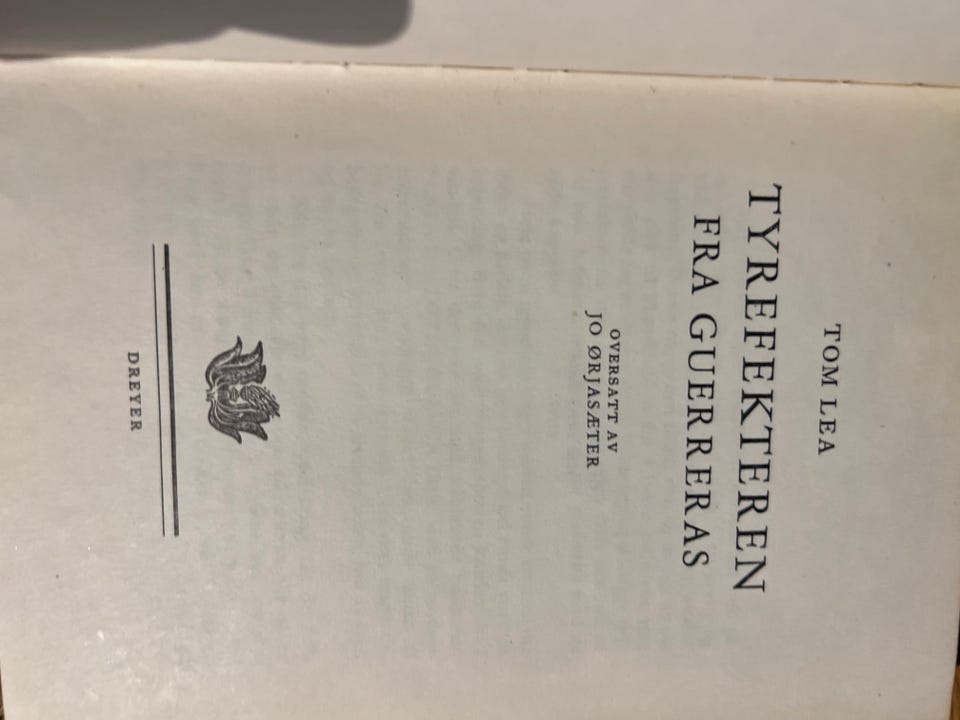 TOM LEA
TYREFEKTEREN
FRA GUERRERAS
OVERSATT AV
JO ØRJASÆTER
DREYER